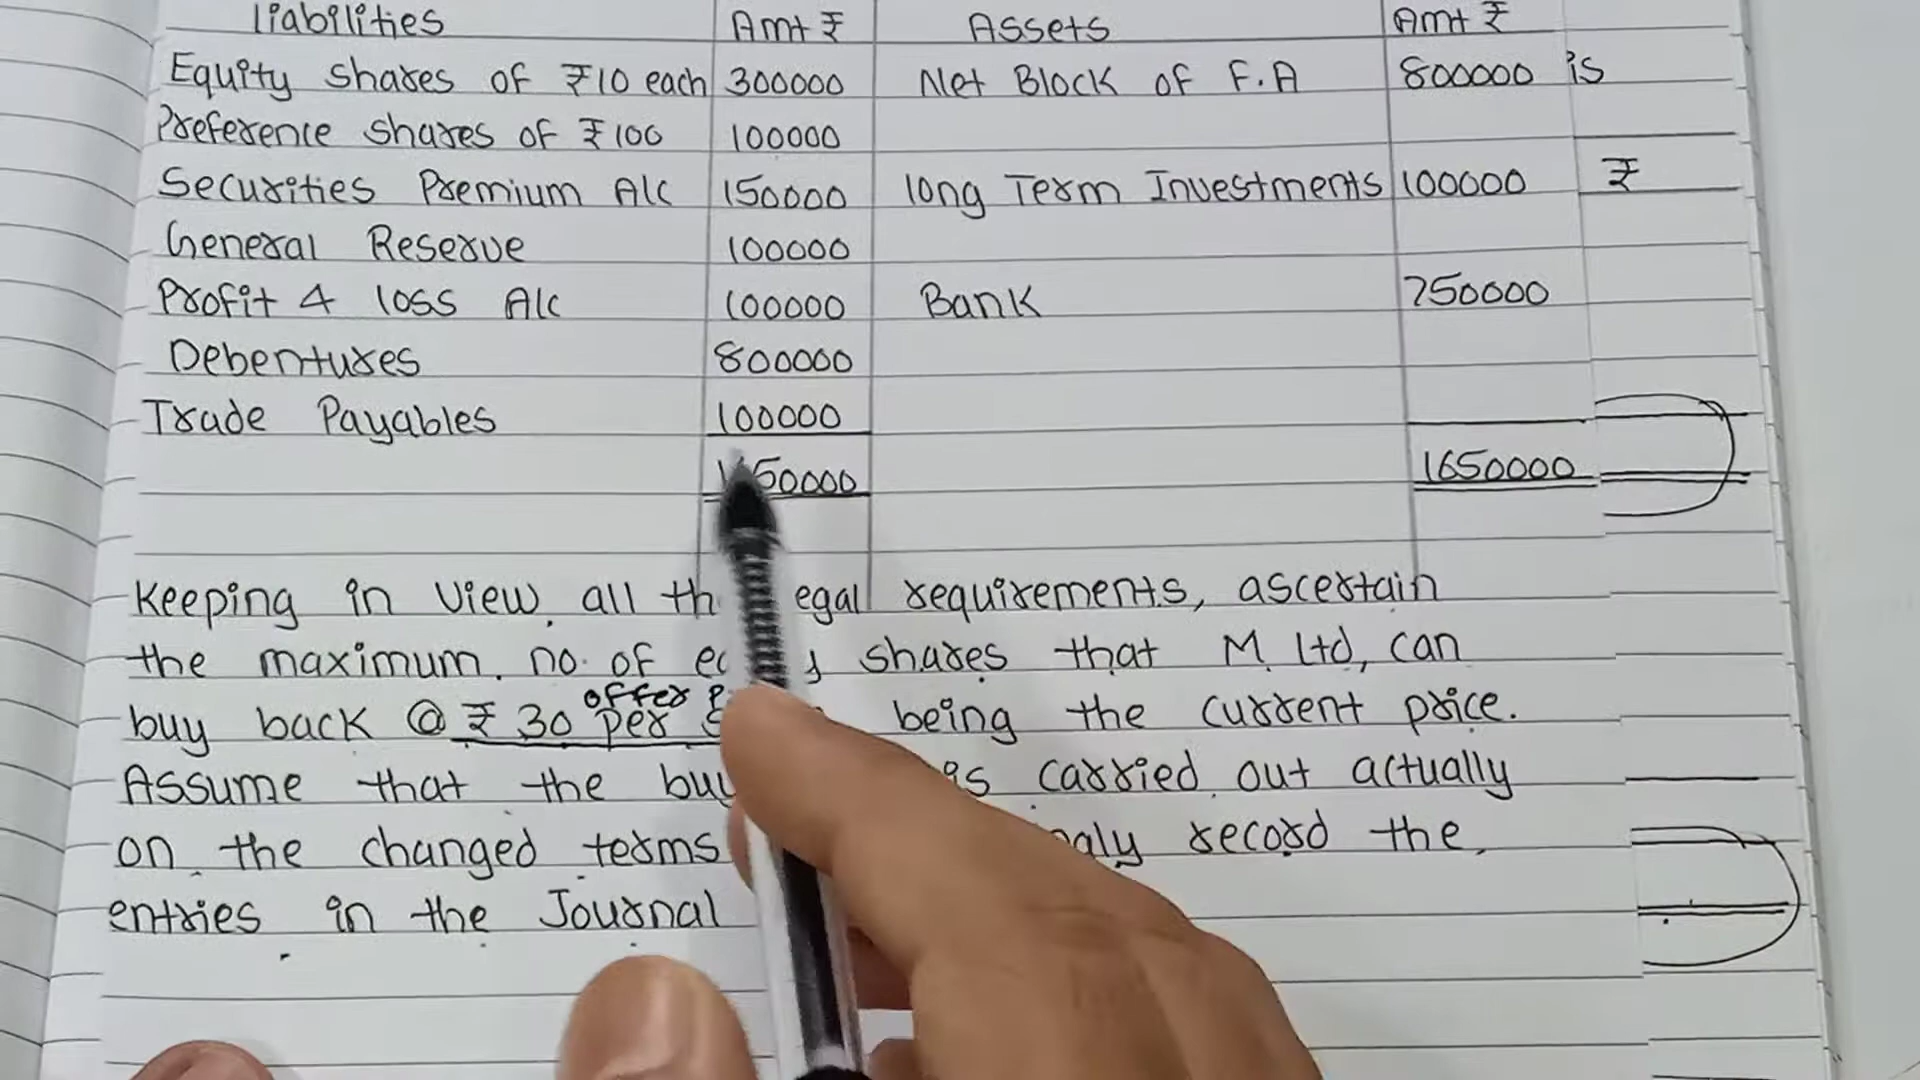 Liabilities Amt ₹ Assets Amt ₹
Equity shares of ₹10 each 300000 Net Block of F.A 800000 is
Preference shares of ₹100 100000
Securities Premium A/c 150000 long Term Investments 100000 ₹
General Reserve 100000
Profit & loss A/c 100000 Bank 750000
Debentures 800000
Trade Payables 100000
50000 1650000
Keeping in view all requirements, ascertain
the maximum no. of shares that M Ltd, can
offer
buy back @ ₹ 30 per being the current price.
Assume that the is carried out actually
on the changed terms record the
entries in the Journal